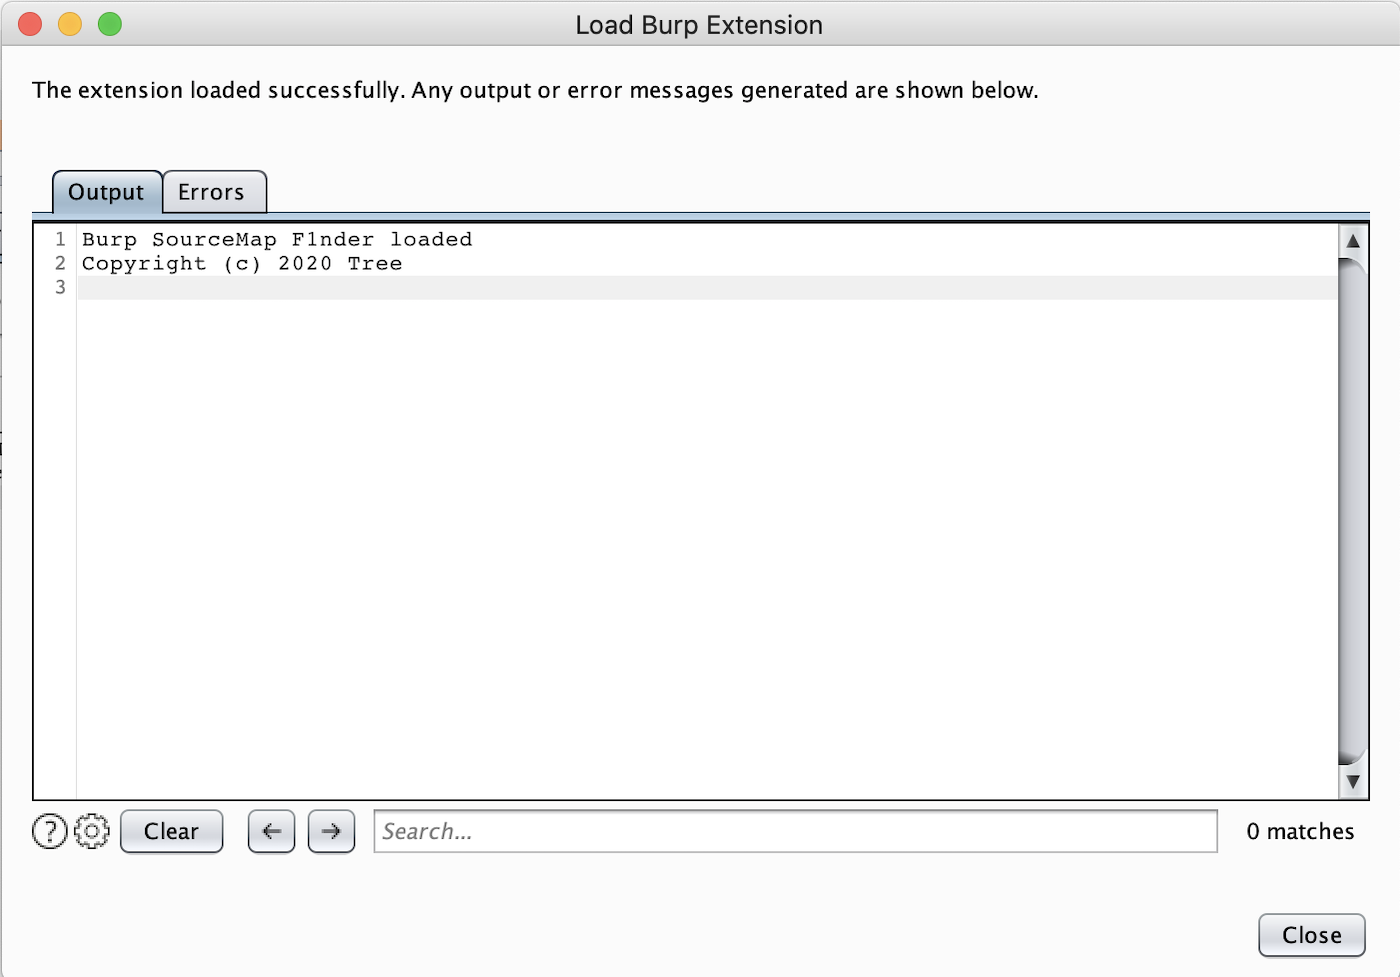 Load Burp Extension
The extension loaded successfully. Any output or error messages generated are shown below.
Output Errors
1 Burp SourceMap F1nder loaded
2 Copyright (c) 2020 Tree
3
? Clear ← → Search... 0 matches
Close